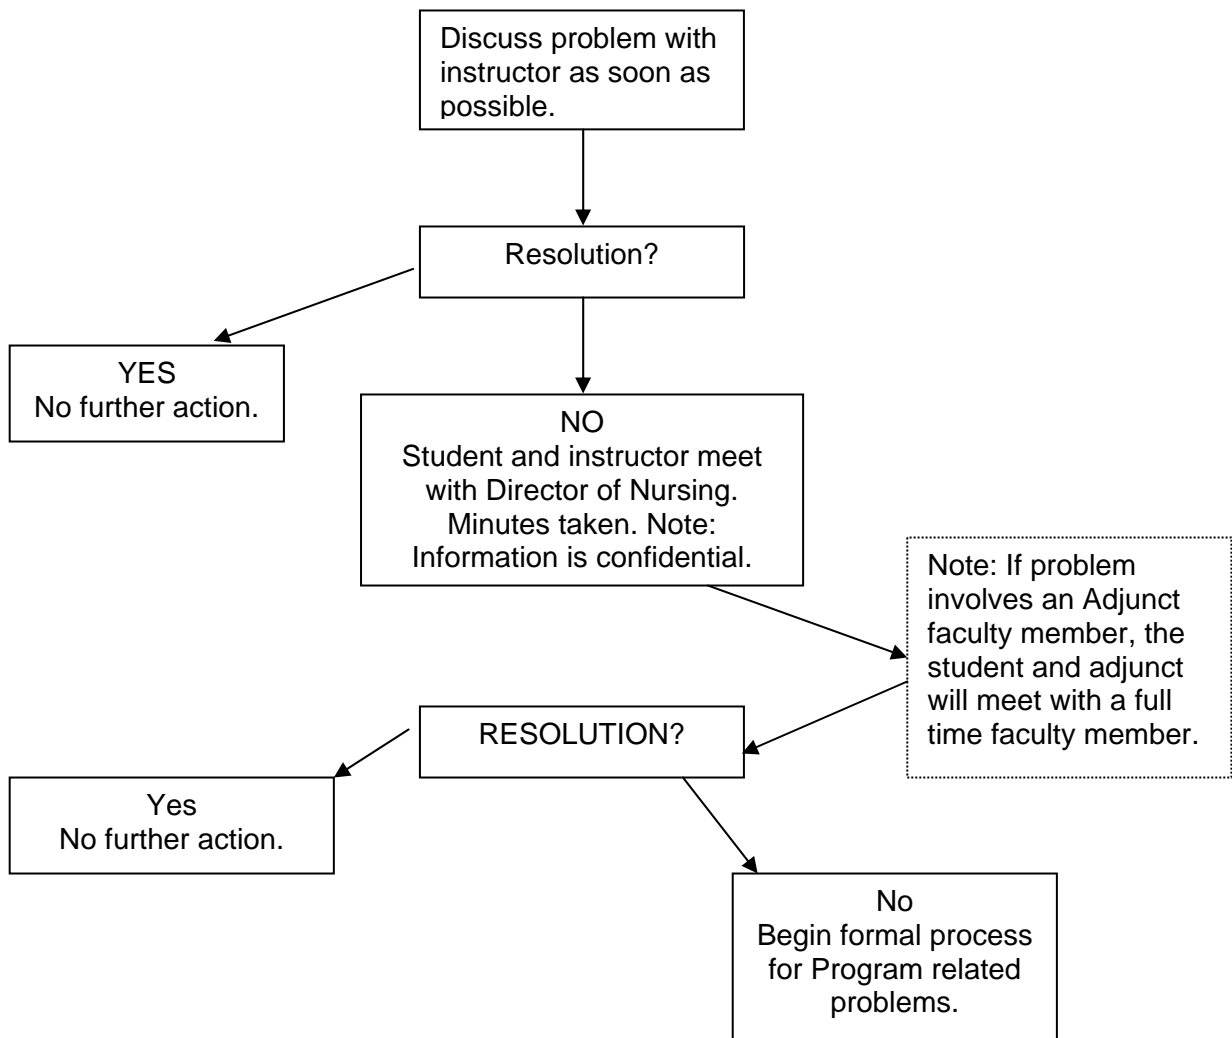 Discuss problem with
instructor as soon as
possible.
Resolution?
YES
No further action.
NO
Student and instructor meet
with Director of Nursing.
Minutes taken. Note:
Information is confidential.
Note: If problem
involves an Adjunct
faculty member, the
student and adjunct
will meet with a full
time faculty member.
RESOLUTION?
Yes
No further action.
No
Begin formal process
for Program related
problems.